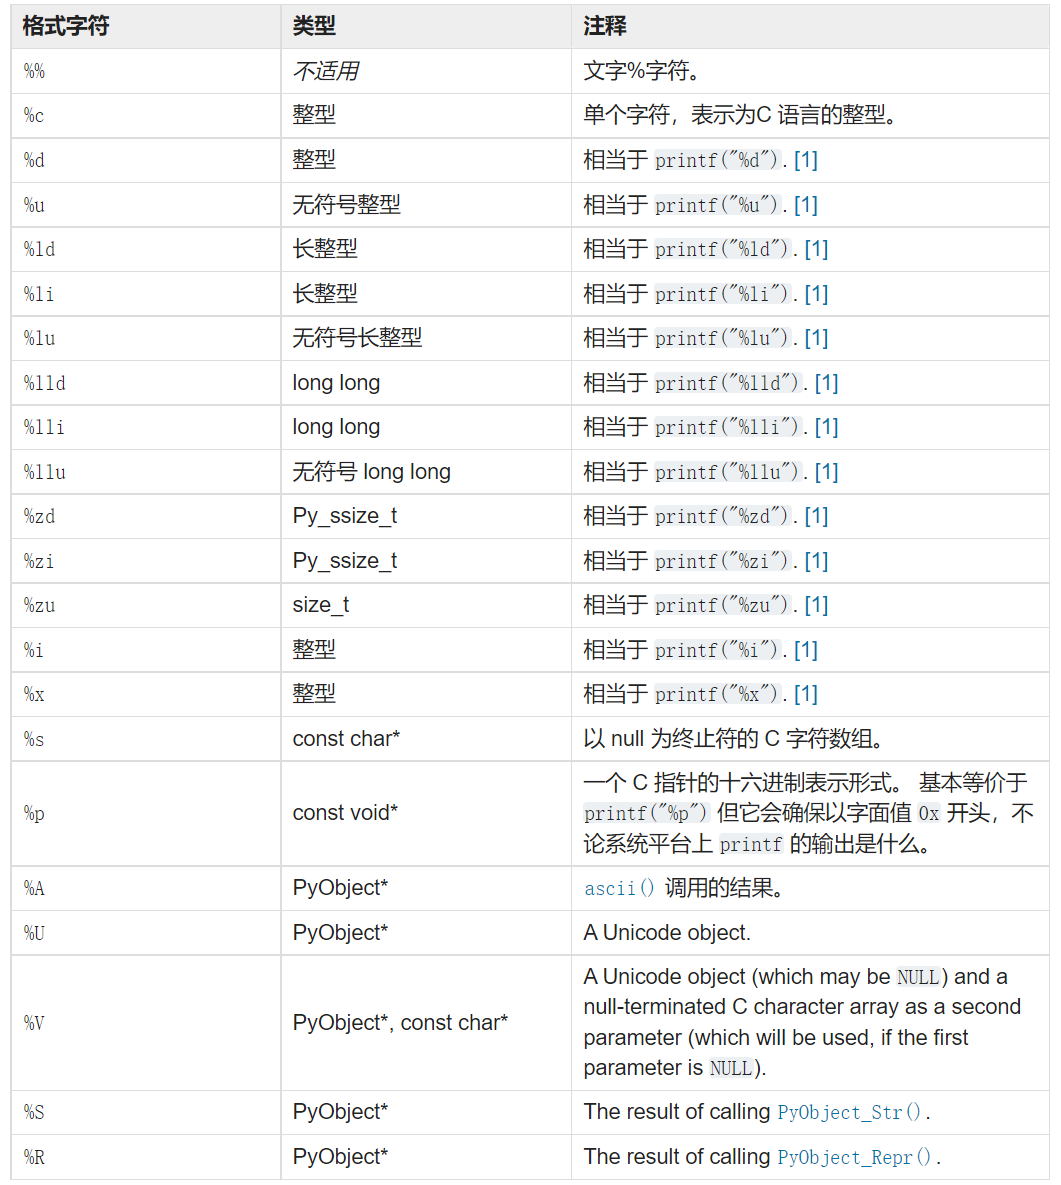 格式字符 类型 注释
%% 不适用 文字%字符。
%c 整型 单个字符，表示为C 语言的整型。
%d 整型 相当于 printf("%d"). [1]
%u 无符号整型 相当于 printf("%u"). [1]
%ld 长整型 相当于 printf("%ld"). [1]
%li 长整型 相当于 printf("%li"). [1]
%lu 无符号长整型 相当于 printf("%lu"). [1]
%lld long long 相当于 printf("%lld"). [1]
%lli long long 相当于 printf("%lli"). [1]
%llu 无符号 long long 相当于 printf("%llu"). [1]
%zd Py_ssize_t 相当于 printf("%zd"). [1]
%zi Py_ssize_t 相当于 printf("%zi"). [1]
%zu size_t 相当于 printf("%zu"). [1]
%i 整型 相当于 printf("%i"). [1]
%x 整型 相当于 printf("%x"). [1]
%s const char* 以 null 为终止符的 C 字符数组。
%p const void* 一个 C 指针的十六进制表示形式。 基本等价于
printf("%p") 但它会确保以字面值 0x 开头，不
论系统平台上 printf 的输出是什么。
%A PyObject* ascii() 调用的结果。
%U PyObject* A Unicode object.
%V PyObject*, const char* A Unicode object (which may be NULL) and a
null-terminated C character array as a second
parameter (which will be used, if the first
parameter is NULL).
%S PyObject* The result of calling PyObject_Str().
%R PyObject* The result of calling PyObject_Repr().